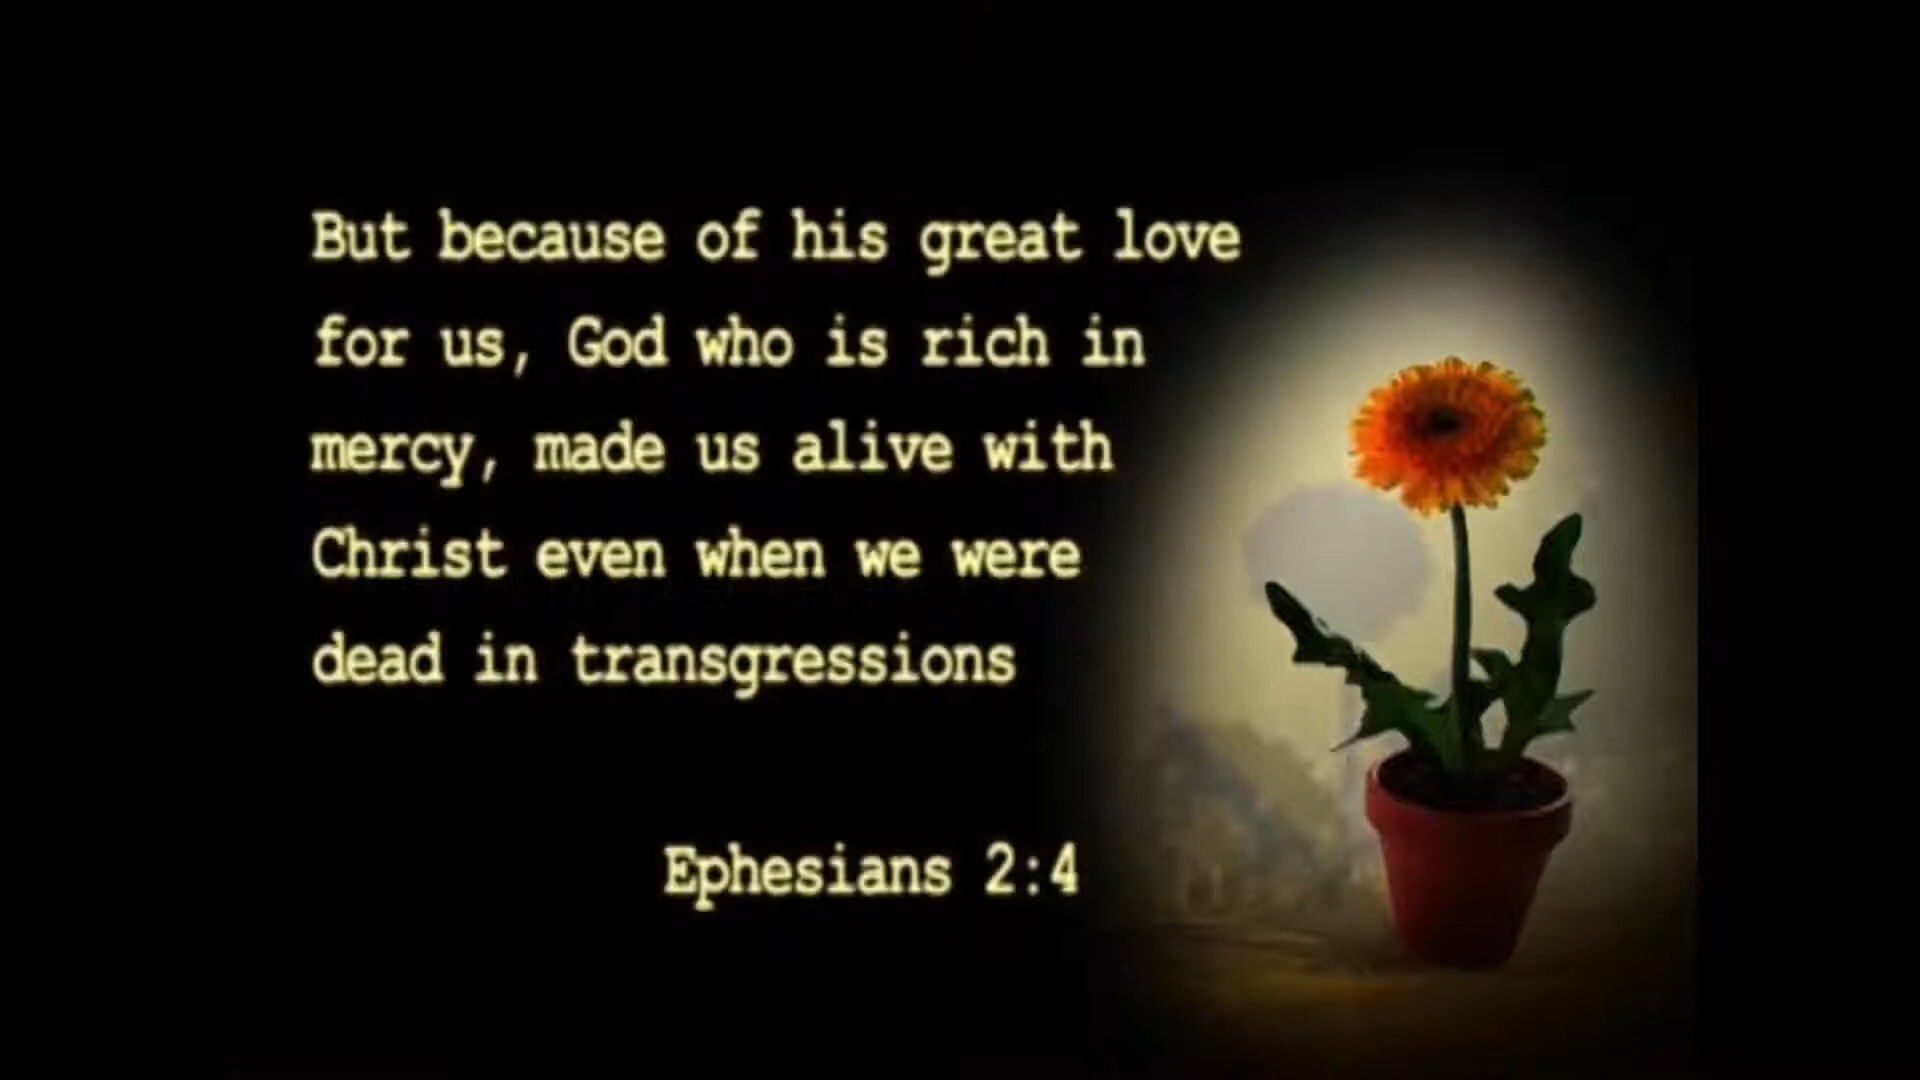 But because of his great love
for us, God who is rich in
mercy, made us alive with
Christ even when we were
dead in transgressions
Ephesians 2:4